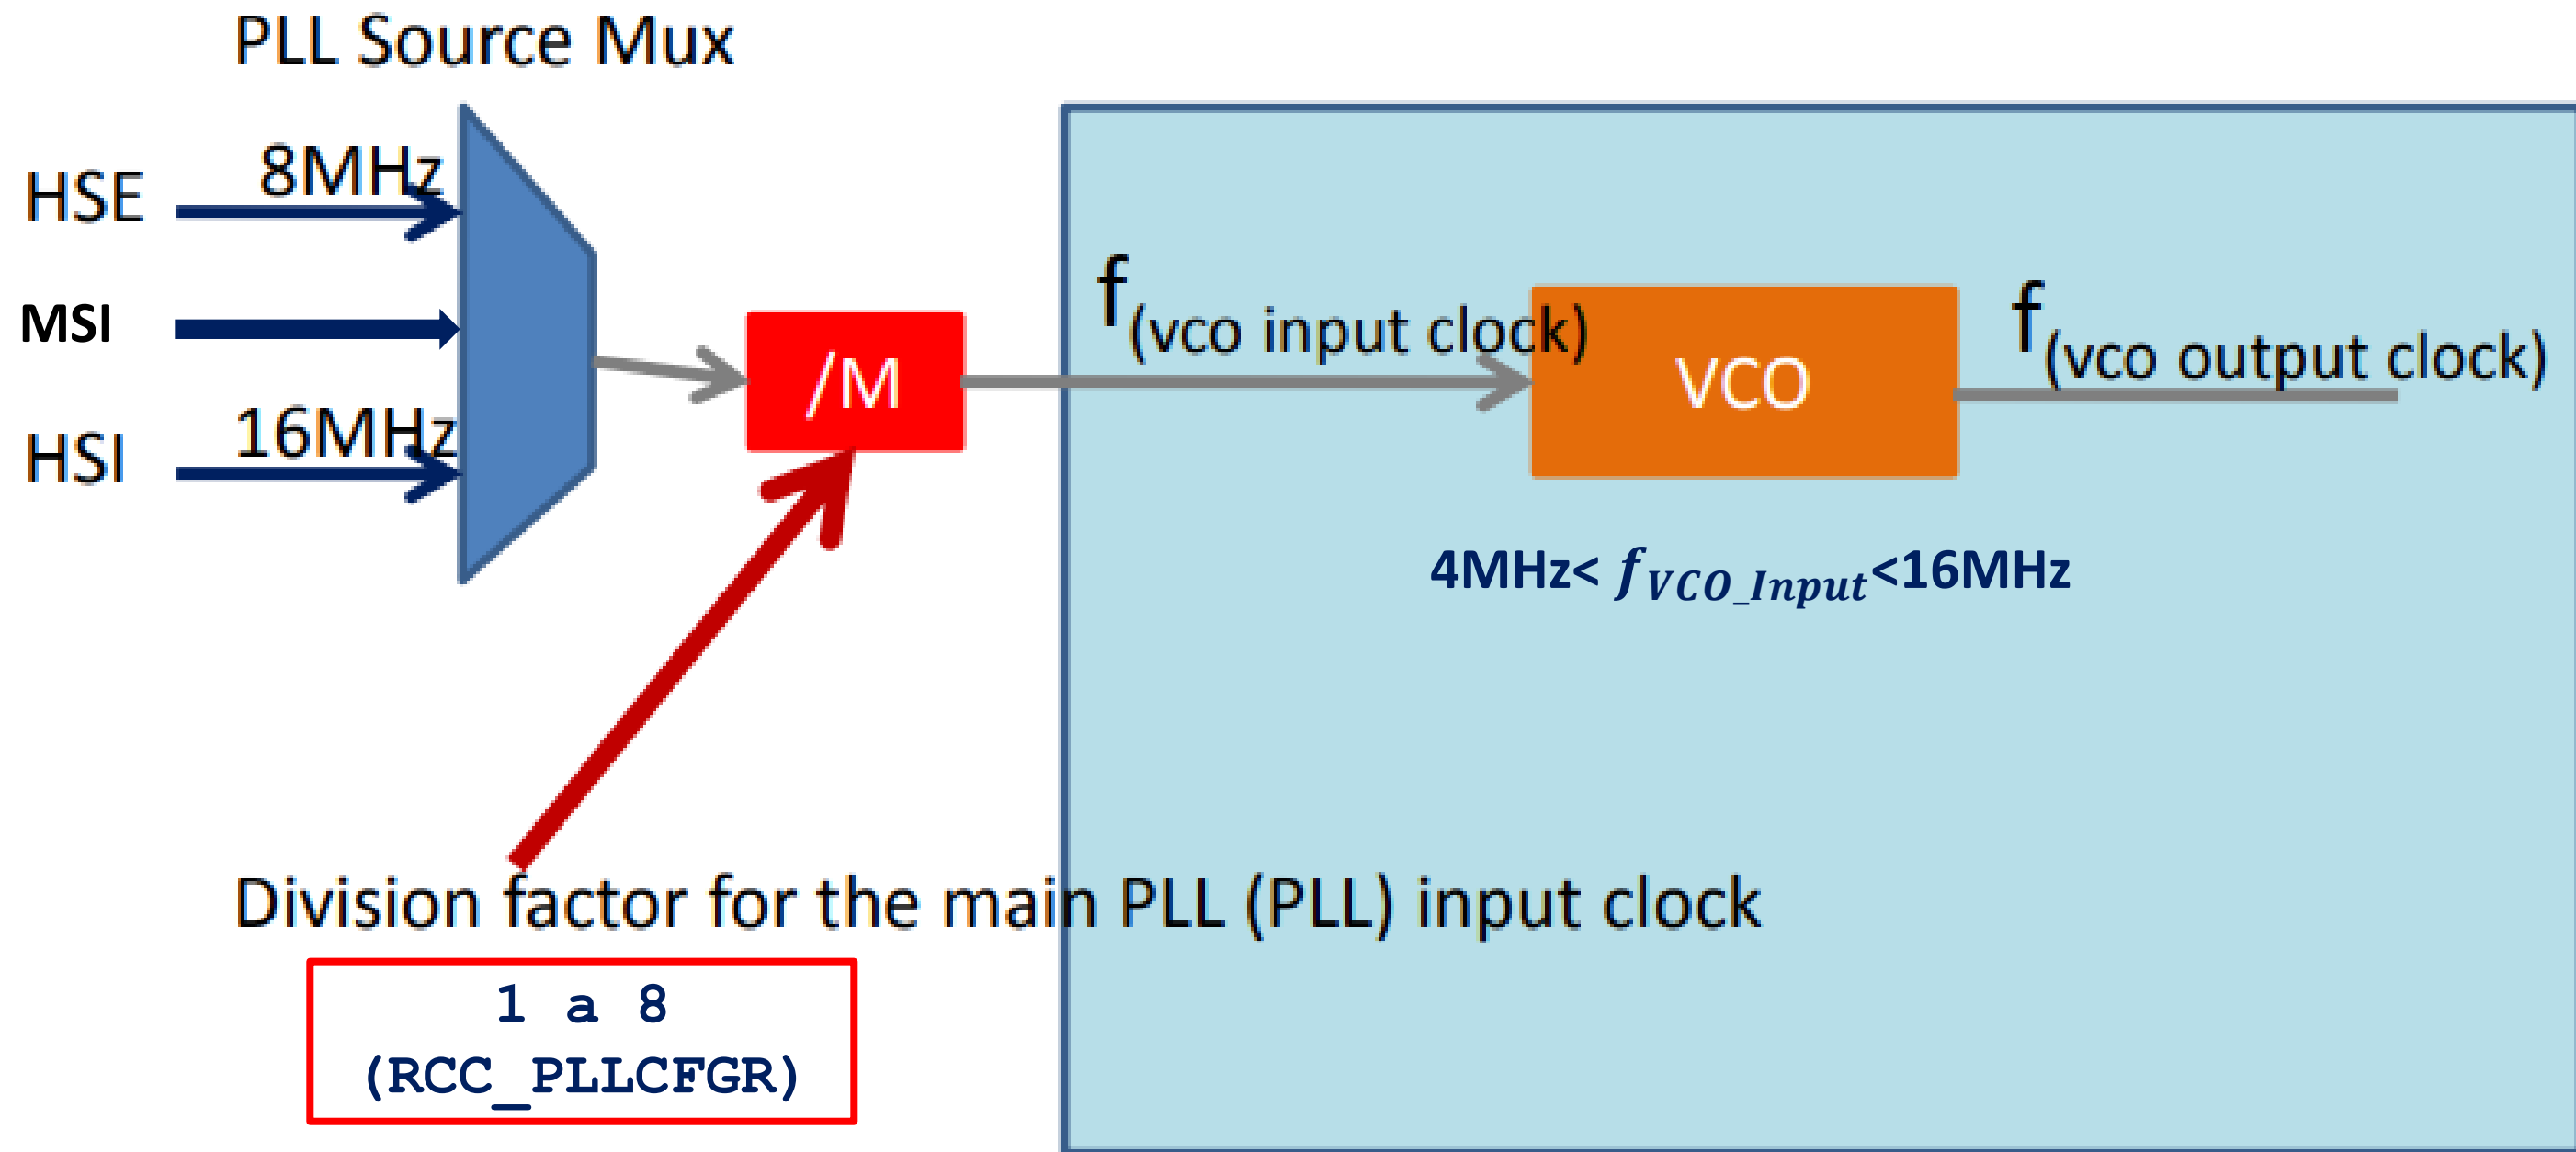 PLL Source Mux
HSE
8MHz
MSI
HSI
16MHz
/M
f(vco input clock)
VCO
f(vco output clock)
4MHz< fVCO_Input<16MHz
Division factor for the main PLL (PLL) input clock
1 a 8
(RCC_PLLCFGR)